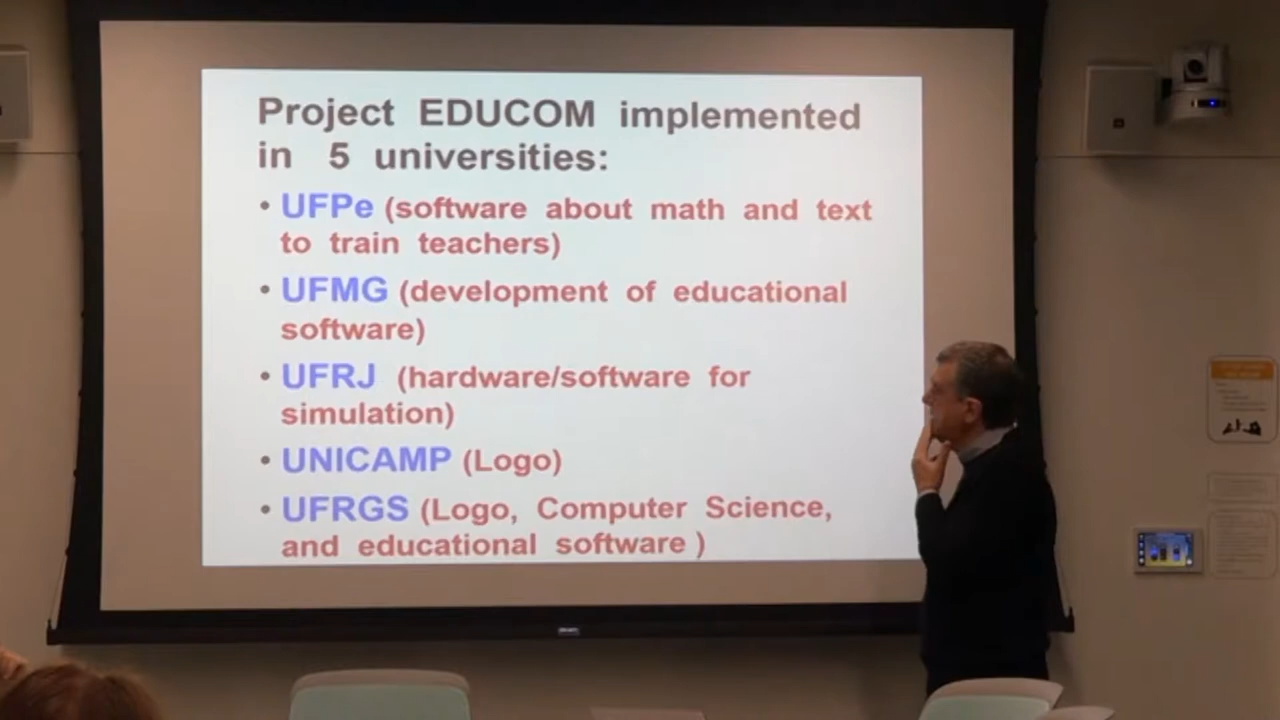 Project EDUCOM implemented
in 5 universities:
• UFPe (software about math and text
to train teachers)
• UFMG (development of educational
software)
• UFRJ (hardware/software for
simulation)
• UNICAMP (Logo)
• UFRGS (Logo, Computer Science,
and educational software )